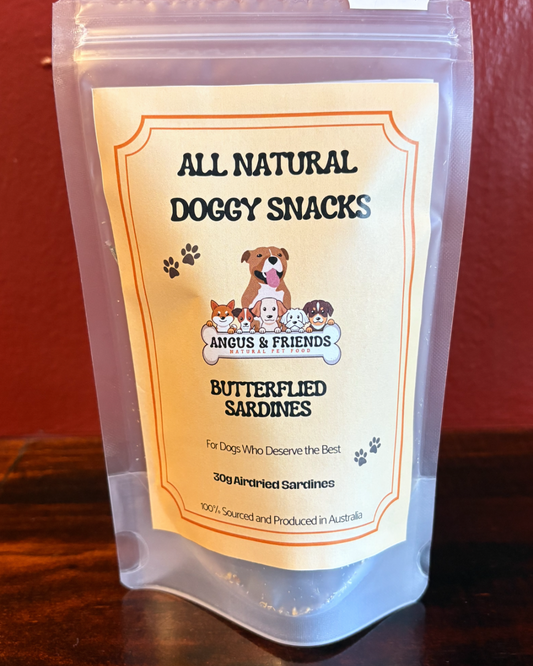 ALL NATURAL
DOGGY SNACKS
ANGUS & FRIENDS
NATURAL PET FOOD
BUTTERFLIED
SARDINES
For Dogs Who Deserve the Best
30g Airdried Sardines
100% Sourced and Produced in Australia